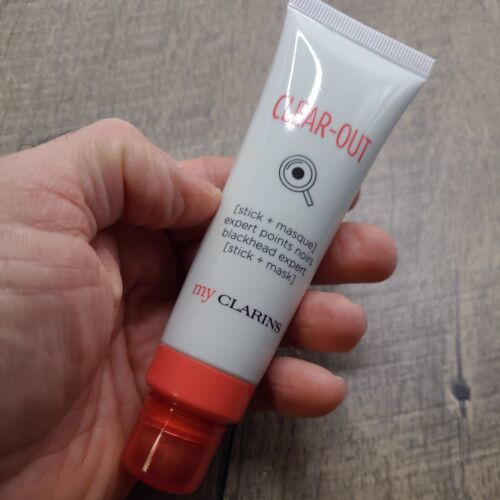 CLEAR-OUT
[stick + masque]
expert points noirs
blackhead expert
[stick + mask]
my CLARINS